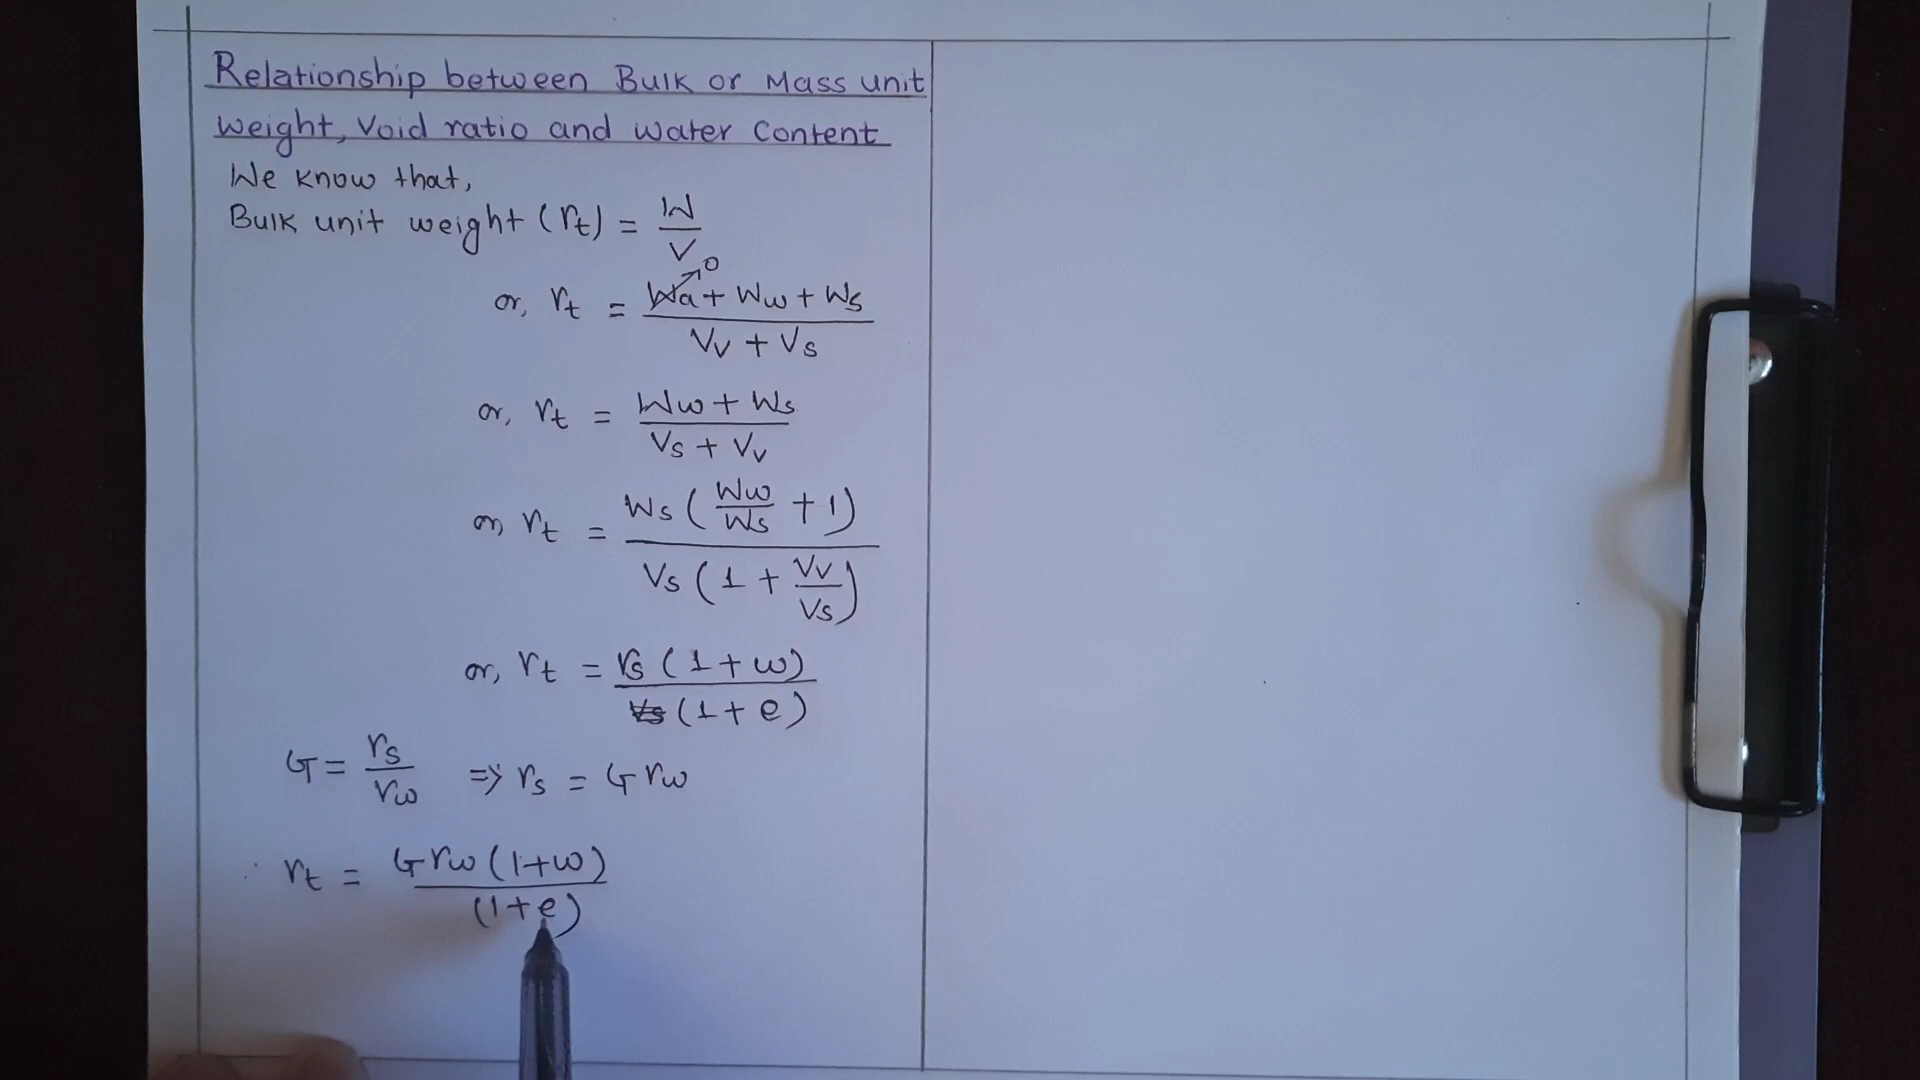 Relationship between Bulk or Mass unit
weight, Void ratio and water content
We know that,
Bulk unit weight (γt) = W/V
or, γt = (Wa→0 + Ww + Ws)/(Vv + Vs)
or, γt = (Ww + Ws)/(Vs + Vv)
or, γt = Ws(Ww/Ws + 1)/Vs(1 + Vv/Vs)
or, γt = γs(1+w)/(1+e)
G = γs/γw ⇒ γs = Gγw
∴ γt = Gγw(1+w)/(1+e)